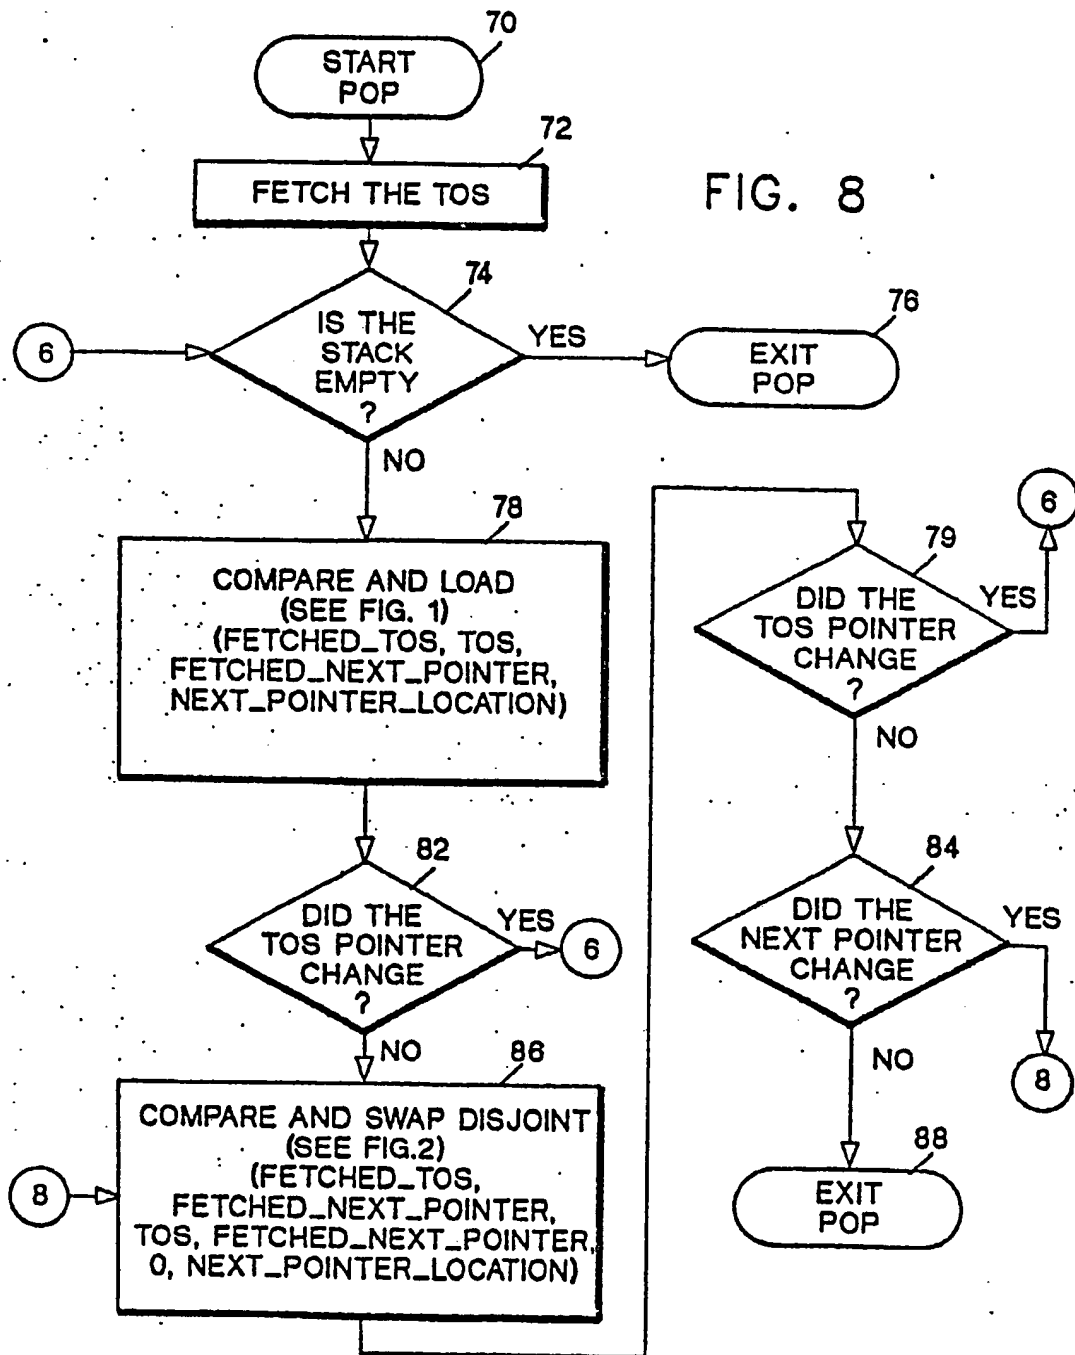 70
START
POP
72
FETCH THE TOS
FIG. 8
74
IS THE
STACK
EMPTY
?
6
YES
76
EXIT
POP
NO
78
COMPARE AND LOAD
(SEE FIG. 1)
(FETCHED_TOS, TOS,
FETCHED_NEXT_POINTER,
NEXT_POINTER_LOCATION)
82
DID THE
TOS POINTER
CHANGE
?
YES
6
NO
86
COMPARE AND SWAP DISJOINT
(SEE FIG.2)
(FETCHED_TOS,
FETCHED_NEXT_POINTER,
TOS, FETCHED_NEXT_POINTER,
0, NEXT_POINTER_LOCATION)
8
6
79
DID THE
TOS POINTER
CHANGE
?
YES
NO
84
DID THE
NEXT POINTER
CHANGE
?
YES
8
NO
88
EXIT
POP